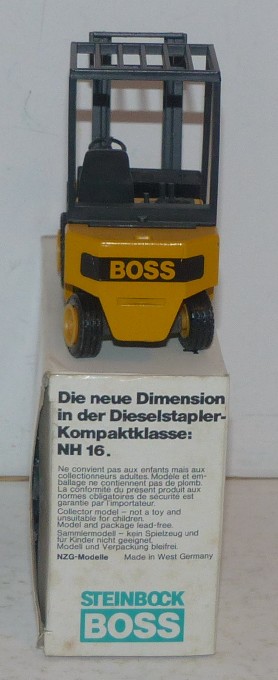 BOSS
Die neue Dimension
in der Dieselstapler-
Kompaktklasse:
NH 16.
Ne convient pas aux enfants mais aux
collectionneurs adultes. Modèle et em-
ballage ne contiennent pas de plomb.
La conformité du present produit aux
normes obligatoires de sécurité est
garantie par l'importateur.
Collector model – not a toy and
unsuitable for children.
Model and package lead-free.
Sammlermodell – kein Spielzeug und
für Kinder nicht geeignet.
Modell und Verpackung bleifrei.
NZG-Modelle Made in West Germany
STEINBOCK
BOSS